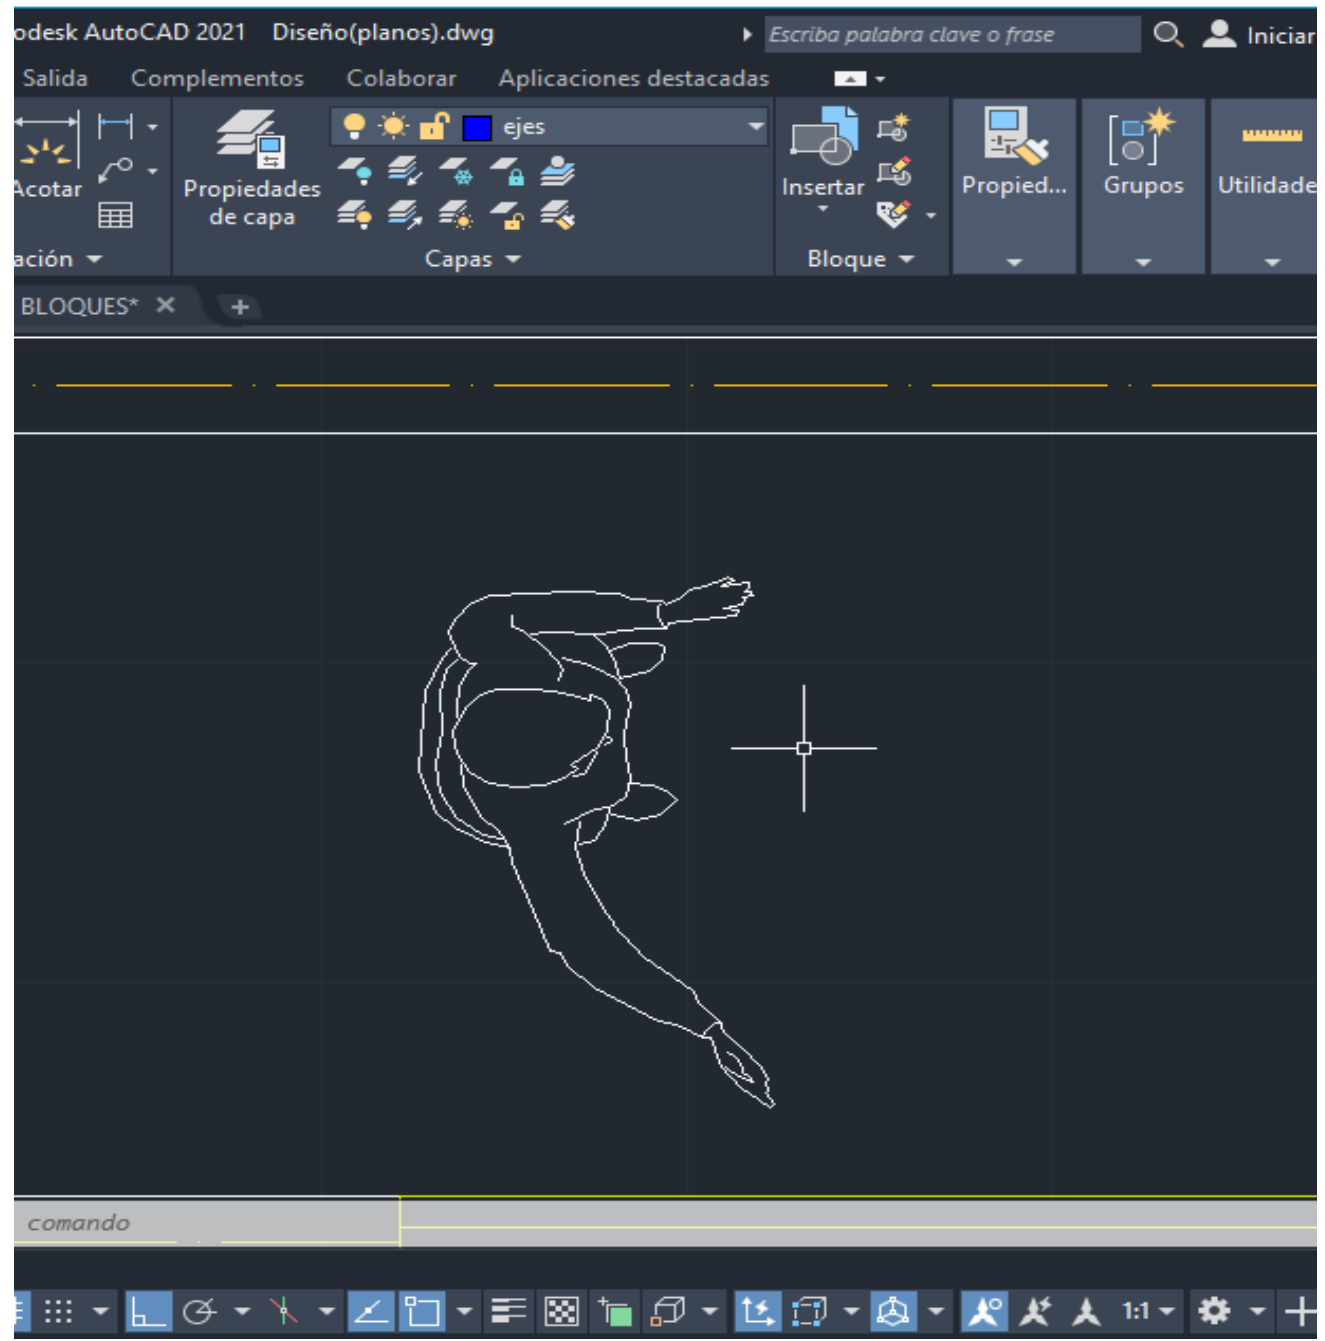 odesk AutoCAD 2021 Diseño(planos).dwg Escriba palabra clave o frase Iniciar
Salida Complementos Colaborar Aplicaciones destacadas
ejes
Acotar Propiedades de capa Insertar Propied... Grupos Utilidade
ación Capas Bloque
BLOQUES*
comando
1:1